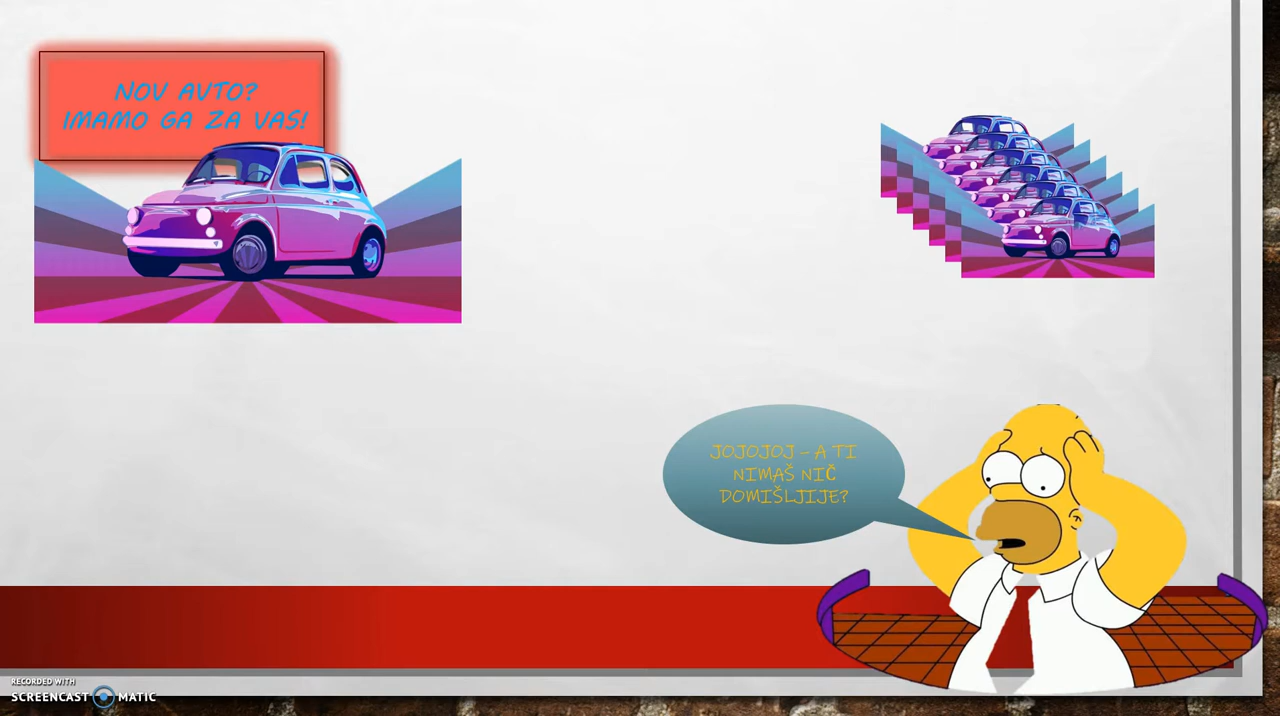 NOV AVTO?
IMAMO GA ZA VAS!
JOJOJOJ – A TI
NIMAŠ NIČ
DOMIŠLJIJE?
RECORDED WITH
SCREENCAST MATIC